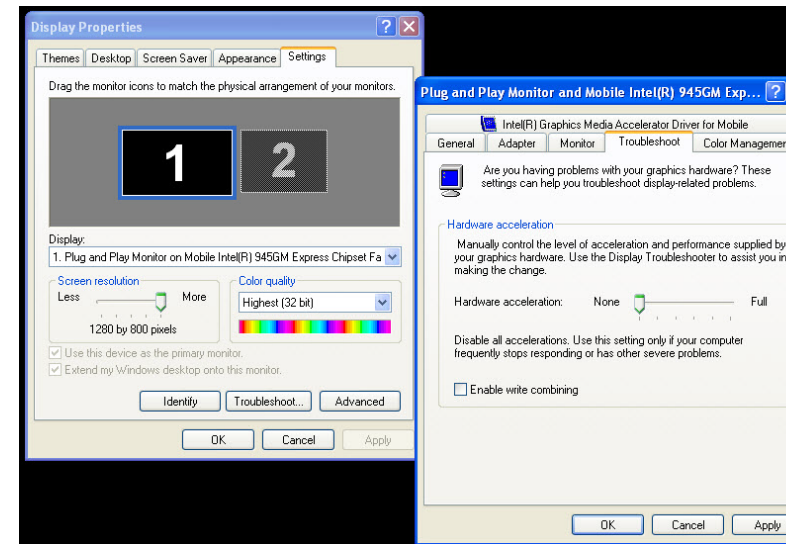 Display Properties
Themes
Desktop
Screen Saver
Appearance
Settings
Drag the monitor icons to match the physical arrangement of your monitors.
1
2
Display:
1. Plug and Play Monitor on Mobile Intel(R) 945GM Express Chipset Fa
Screen resolution
Less
More
1280 by 800 pixels
Color quality
Highest (32 bit)
Use this device as the primary monitor.
Extend my Windows desktop onto this monitor.
Identify
Troubleshoot...
Advanced
OK
Cancel
Apply
Plug and Play Monitor and Mobile Intel(R) 945GM Exp...
Intel(R) Graphics Media Accelerator Driver for Mobile
General
Adapter
Monitor
Troubleshoot
Color Managemen
Are you having problems with your graphics hardware? These
settings can help you troubleshoot display-related problems.
Hardware acceleration
Manually control the level of acceleration and performance supplied by
your graphics hardware. Use the Display Troubleshooter to assist you in
making the change.
Hardware acceleration:
None
Full
Disable all accelerations. Use this setting only if your computer
frequently stops responding or has other severe problems.
Enable write combining
OK
Cancel
Apply